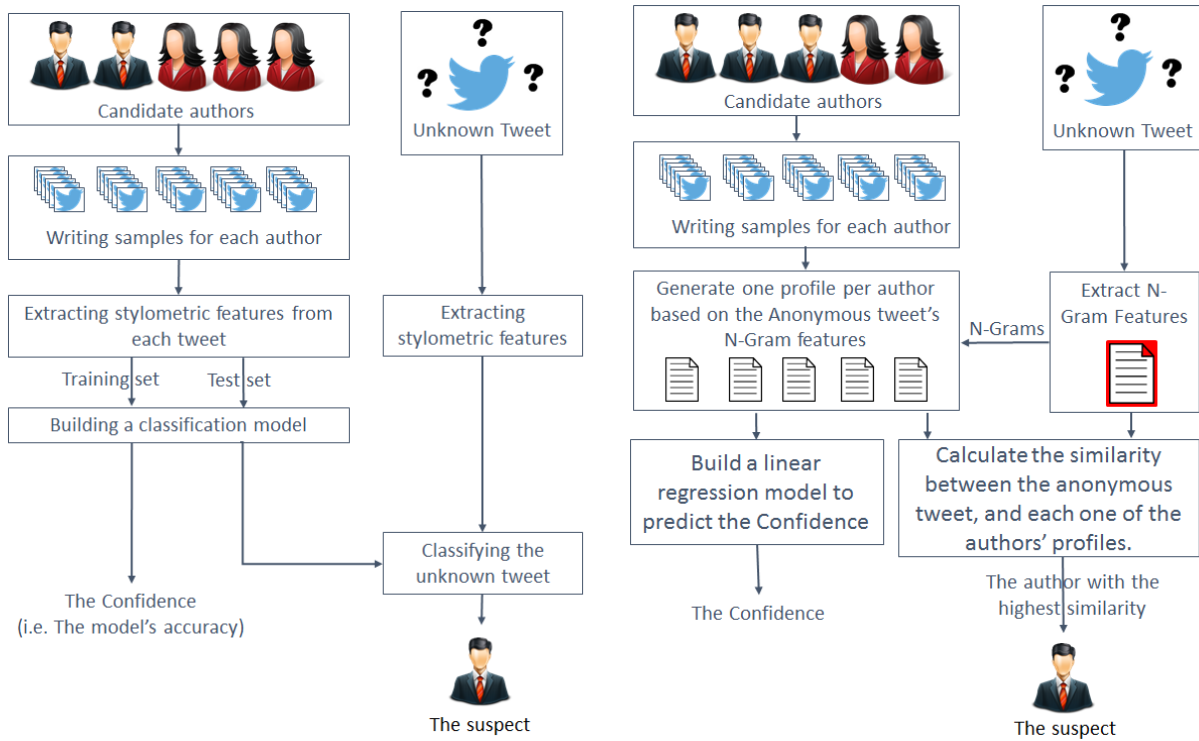 ?
?
?
Candidate authors
Unknown Tweet
Writing samples for each author
Extracting stylometric features from
each tweet
Extracting
stylometric features
Training set
Test set
Building a classification model
Classifying the
unknown tweet
The Confidence
(i.e. The model's accuracy)
The suspect
?
?
?
Candidate authors
Unknown Tweet
Writing samples for each author
Generate one profile per author
based on the Anonymous tweet's
N-Gram features
N-Grams
Extract N-
Gram Features
Build a linear
regression model to
predict the Confidence
Calculate the similarity
between the anonymous
tweet, and each one of the
authors' profiles.
The Confidence
The author with the
highest similarity
The suspect